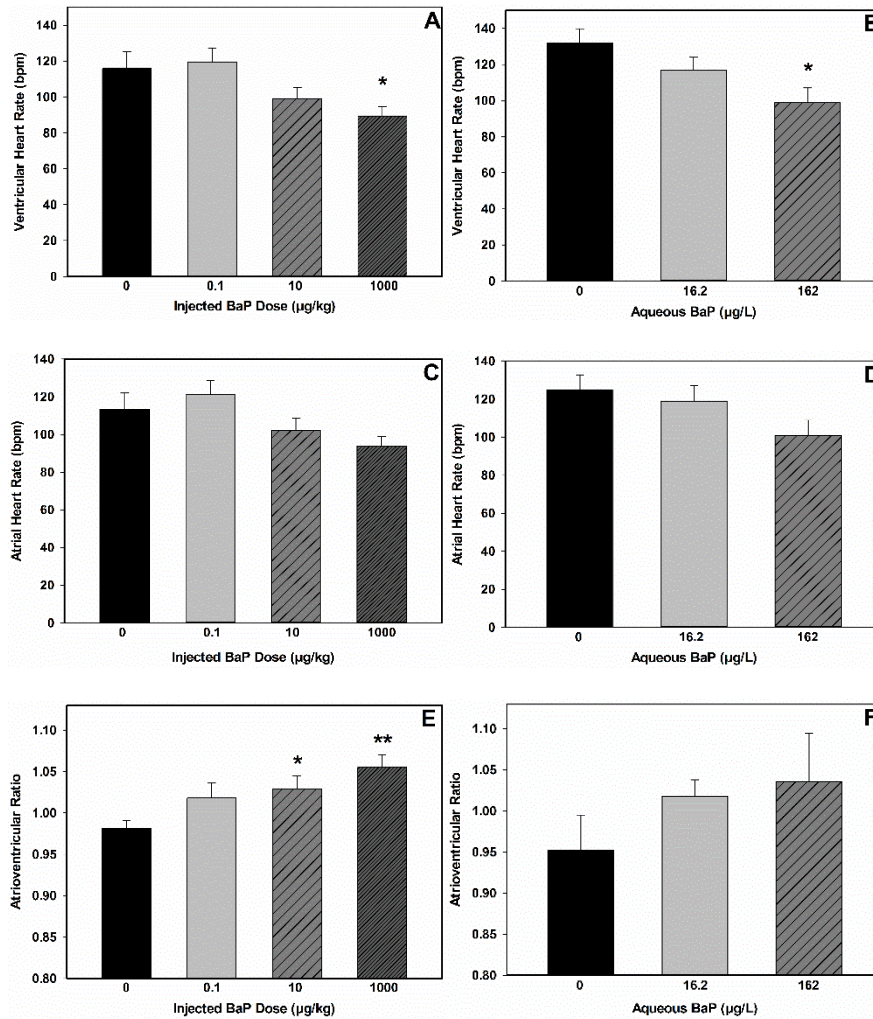 A
Ventricular Heart Rate (bpm)
140
120
100
80
60
40
20
0
*
0 0.1 10 1000
Injected BaP Dose (µg/kg)
B
Ventricular Heart Rate (bpm)
140
120
100
80
60
40
20
0
*
0 16.2 162
Aqueous BaP (µg/L)
C
Atrial Heart Rate (bpm)
140
120
100
80
60
40
20
0
0 0.1 10 1000
Injected BaP Dose (µg/kg)
D
Atrial Heart Rate (bpm)
140
120
100
80
60
40
20
0
0 16.2 162
Aqueous BaP (µg/L)
E
Atrioventricular Ratio
1.10
1.05
1.00
0.95
0.90
0.85
0.80
* **
0 0.1 10 1000
Injected BaP Dose (µg/kg)
F
Atrioventricular Ratio
1.10
1.05
1.00
0.95
0.90
0.85
0.80
0 16.2 162
Aqueous BaP (µg/L)